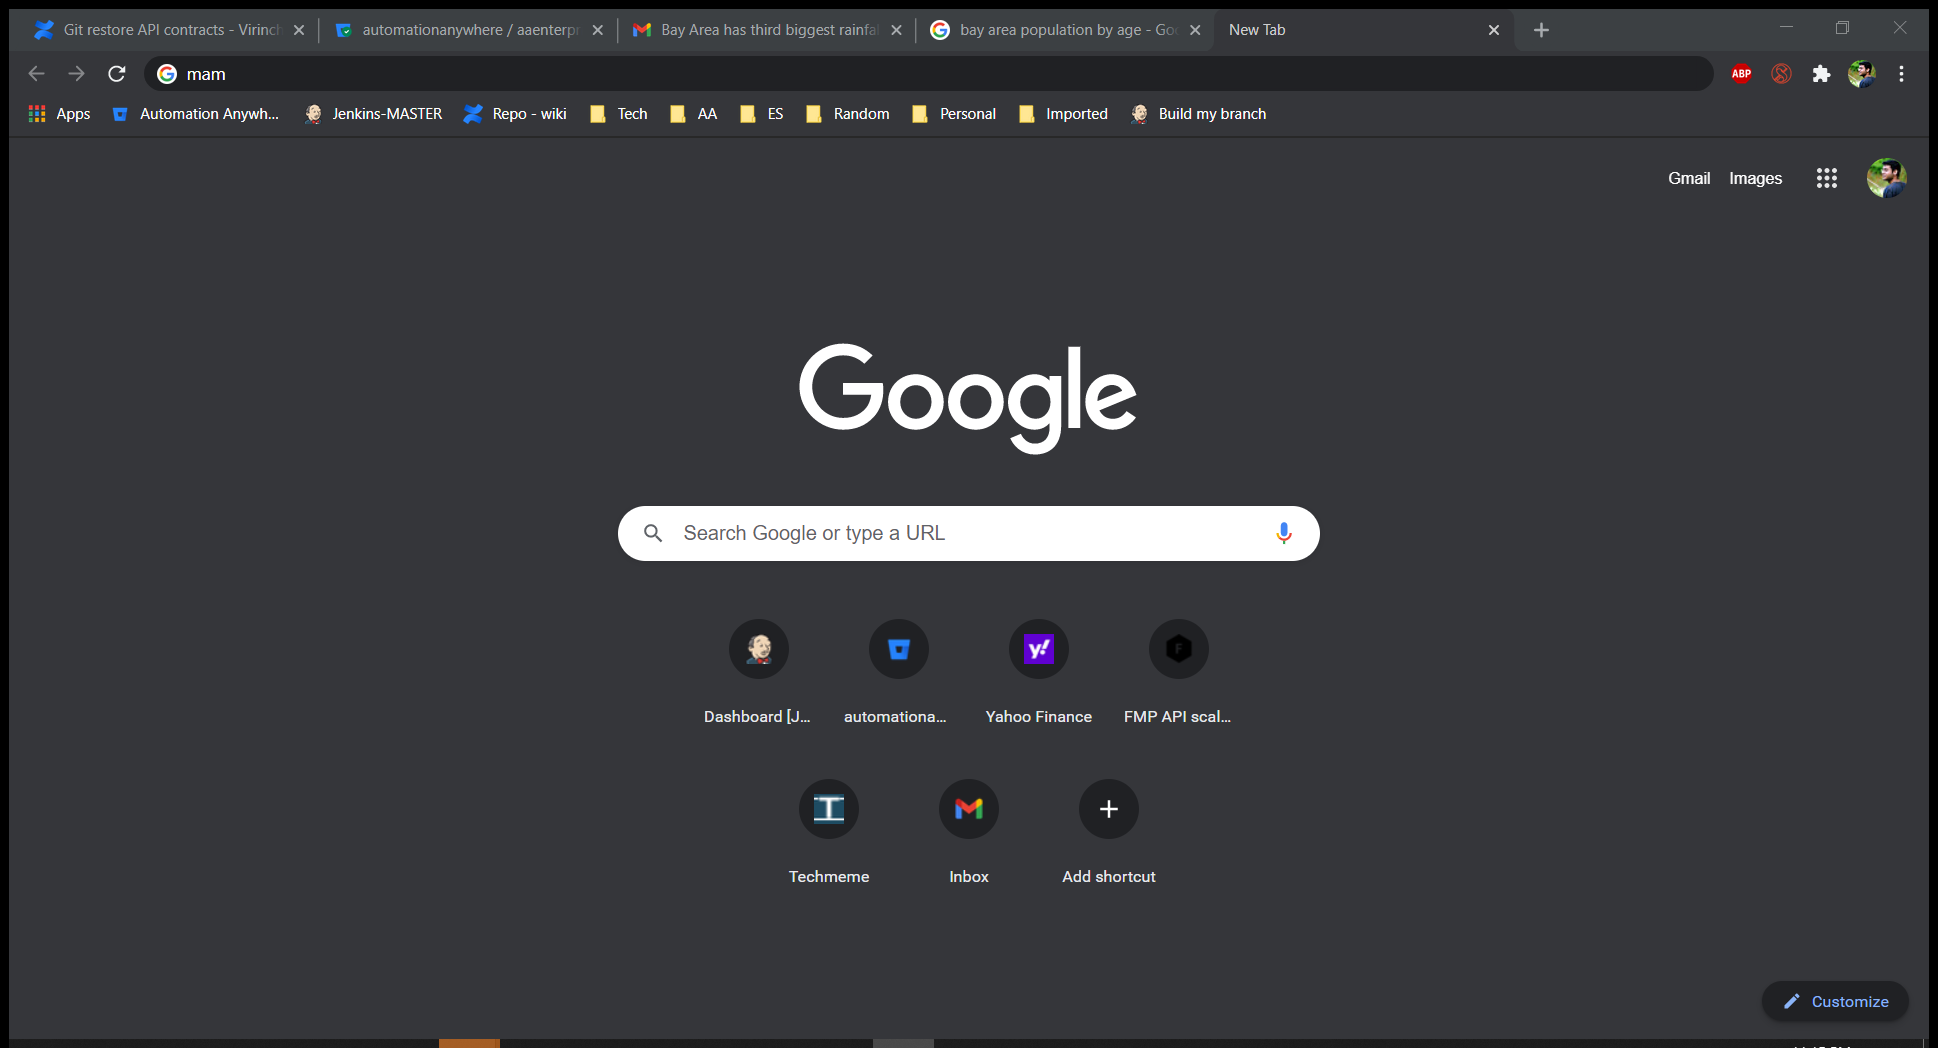 Git restore API contracts - Virinch
automationanywhere / aaenterpr
Bay Area has third biggest rainfal
bay area population by age - Goo
New Tab
mam
ABP
Apps
Automation Anywh...
Jenkins-MASTER
Repo - wiki
Tech
AA
ES
Random
Personal
Imported
Build my branch
Gmail
Images
Google
Search Google or type a URL
Dashboard [J...
automationa...
Yahoo Finance
FMP API scal...
Techmeme
Inbox
Add shortcut
Customize